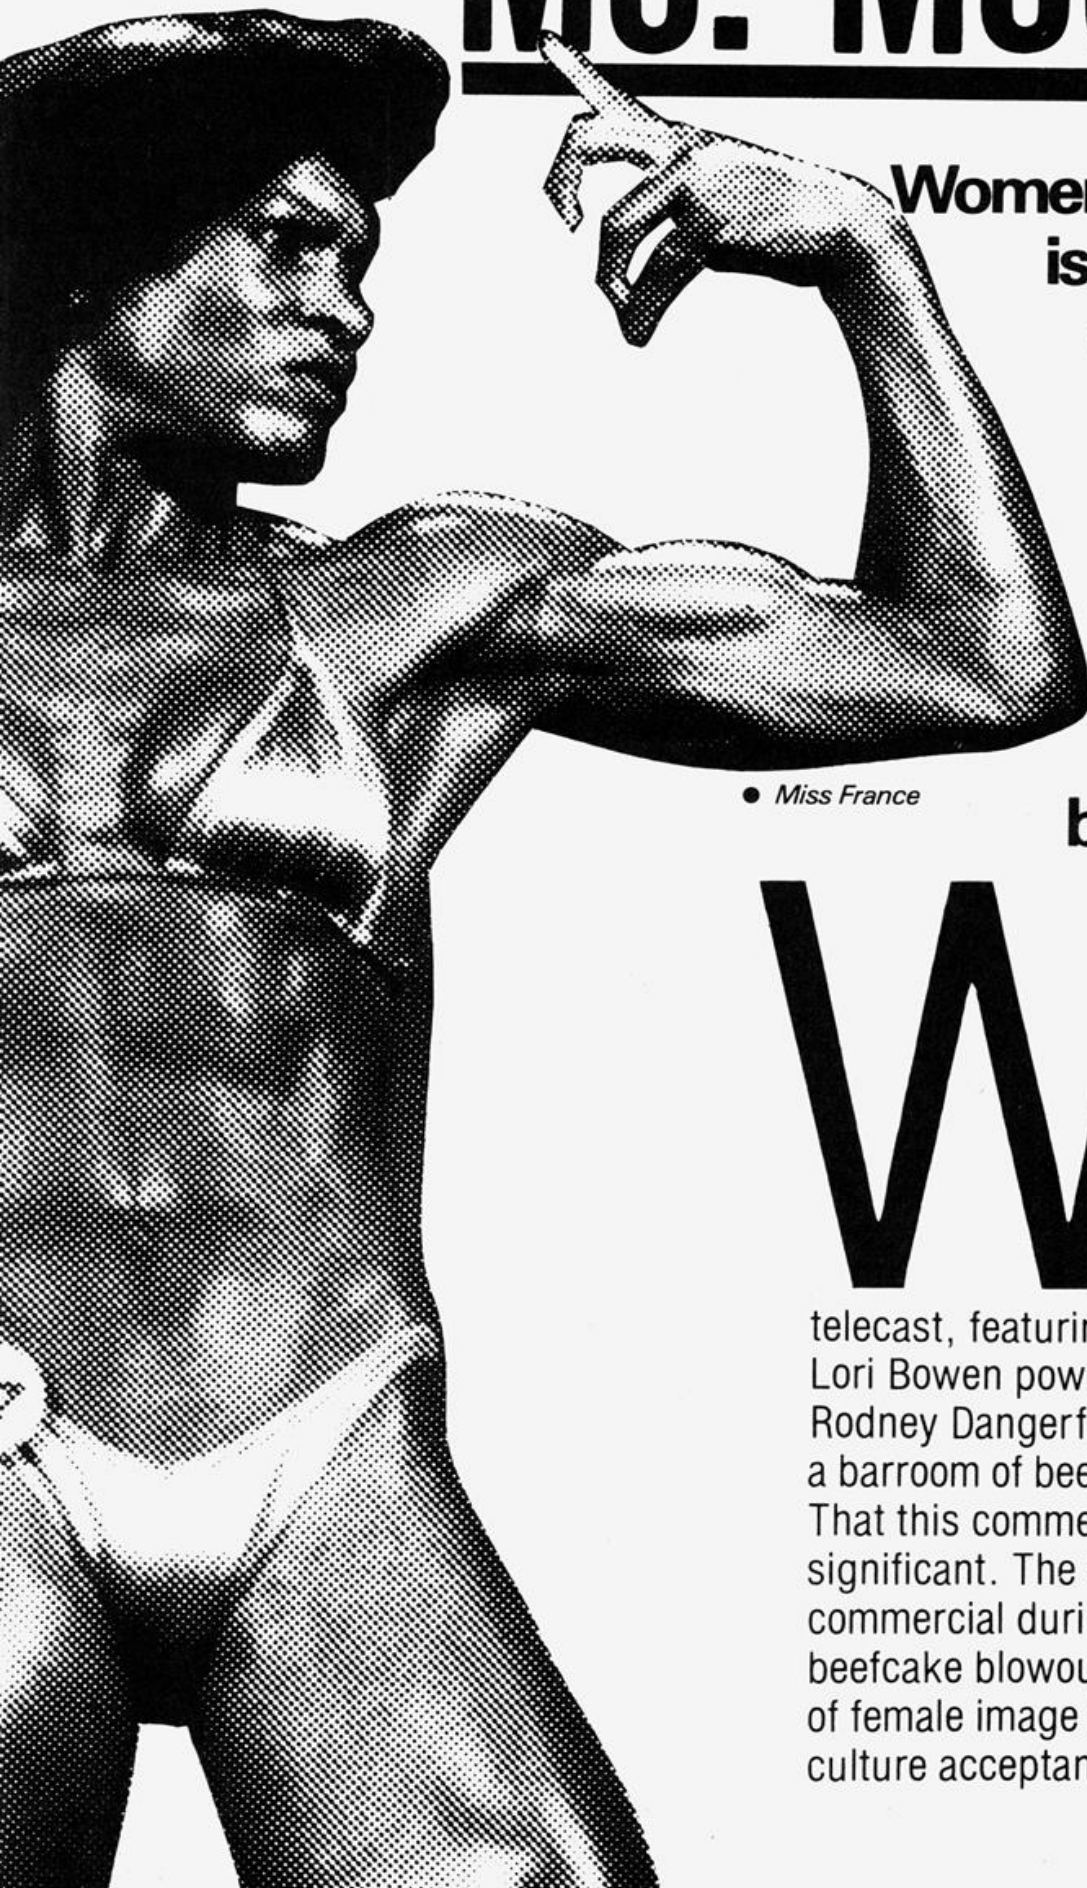 Women
is
● Miss France
b
W
telecast, featurin
Lori Bowen pow
Rodney Dangerf
a barroom of bee
That this comme
significant. The
commercial duri
beefcake blowou
of female image
culture acceptan